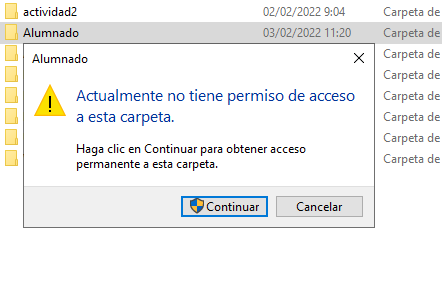 actividad2 02/02/2022 9:04 Carpeta de
Alumnado 03/02/2022 11:20 Carpeta de
Alumnado
Carpeta de
Actualmente no tiene permiso de acceso
Carpeta de
a esta carpeta.
Carpeta de
Haga clic en Continuar para obtener acceso
Carpeta de
permanente a esta carpeta.
Carpeta de
Continuar Cancelar